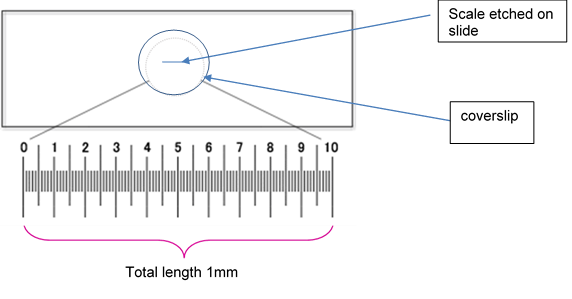 Scale etched on
slide
coverslip
0 1 2 3 4 5 6 7 8 9 10
Total length 1mm